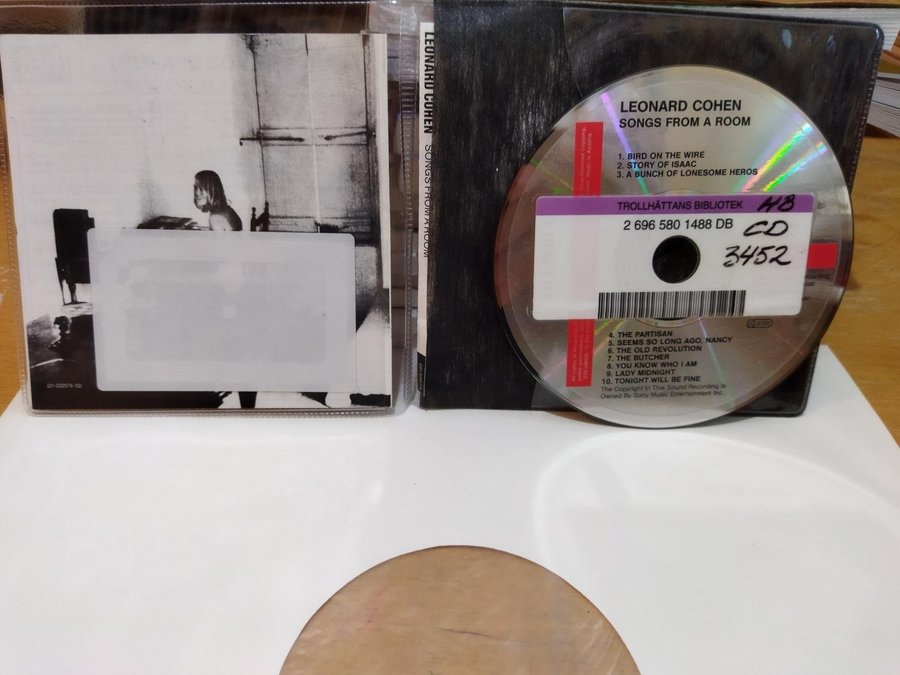 LEONARD COHEN SONGS FROM A ROOM
LEONARD COHEN
SONGS FROM A ROOM
1. BIRD ON THE WIRE
2. STORY OF ISAAC
3. A BUNCH OF LONESOME HEROS
TROLLHÄTTANS BIBLIOTEK
HB
2 696 580 1488 DB
CD
3452
4. THE PARTISAN
5. SEEMS SO LONG AGO, NANCY
6. THE OLD REVOLUTION
7. THE BUTCHER
8. YOU KNOW WHO I AM
9. LADY MIDNIGHT
10. TONIGHT WILL BE FINE
The Copyright in This Sound Recording is
Owned By Sony Music Entertainment Inc.